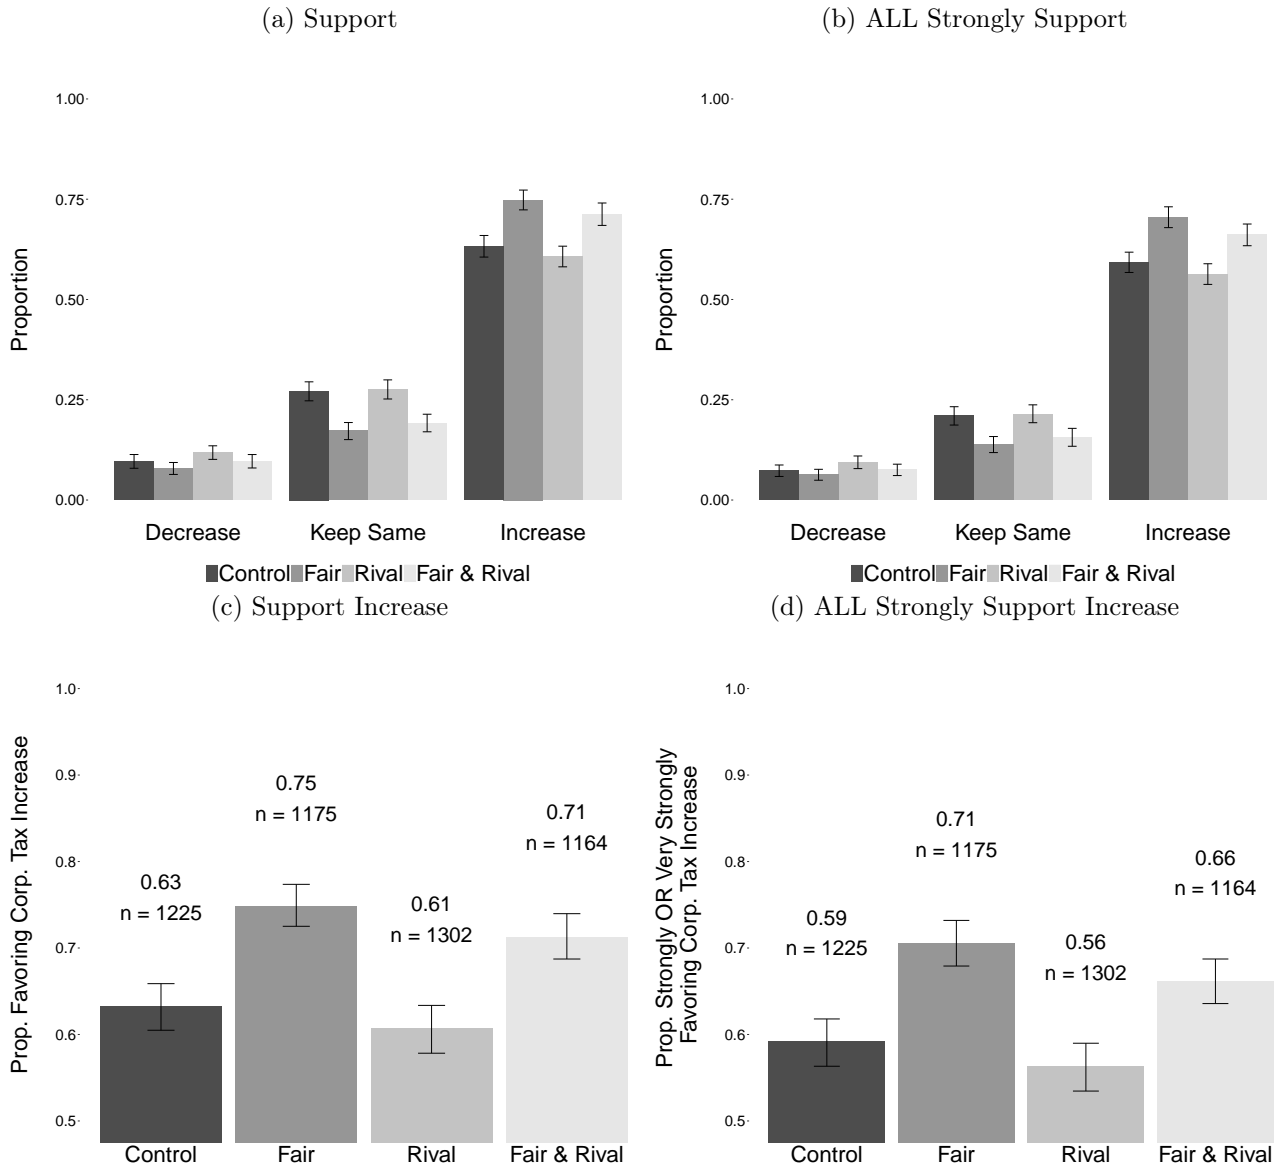 (a) Support
1.00
0.75
0.50
0.25
0.00
Proportion
Decrease Keep Same Increase
Control Fair Rival Fair & Rival
(b) ALL Strongly Support
1.00
0.75
0.50
0.25
0.00
Proportion
Decrease Keep Same Increase
Control Fair Rival Fair & Rival
(c) Support Increase
1.0
0.9
0.8
0.7
0.6
0.5
Prop. Favoring Corp. Tax Increase
0.63
n = 1225
0.75
n = 1175
0.61
n = 1302
0.71
n = 1164
Control Fair Rival Fair & Rival
(d) ALL Strongly Support Increase
1.0
0.9
0.8
0.7
0.6
0.5
Prop. Strongly OR Very Strongly
Favoring Corp. Tax Increase
0.59
n = 1225
0.71
n = 1175
0.56
n = 1302
0.66
n = 1164
Control Fair Rival Fair & Rival